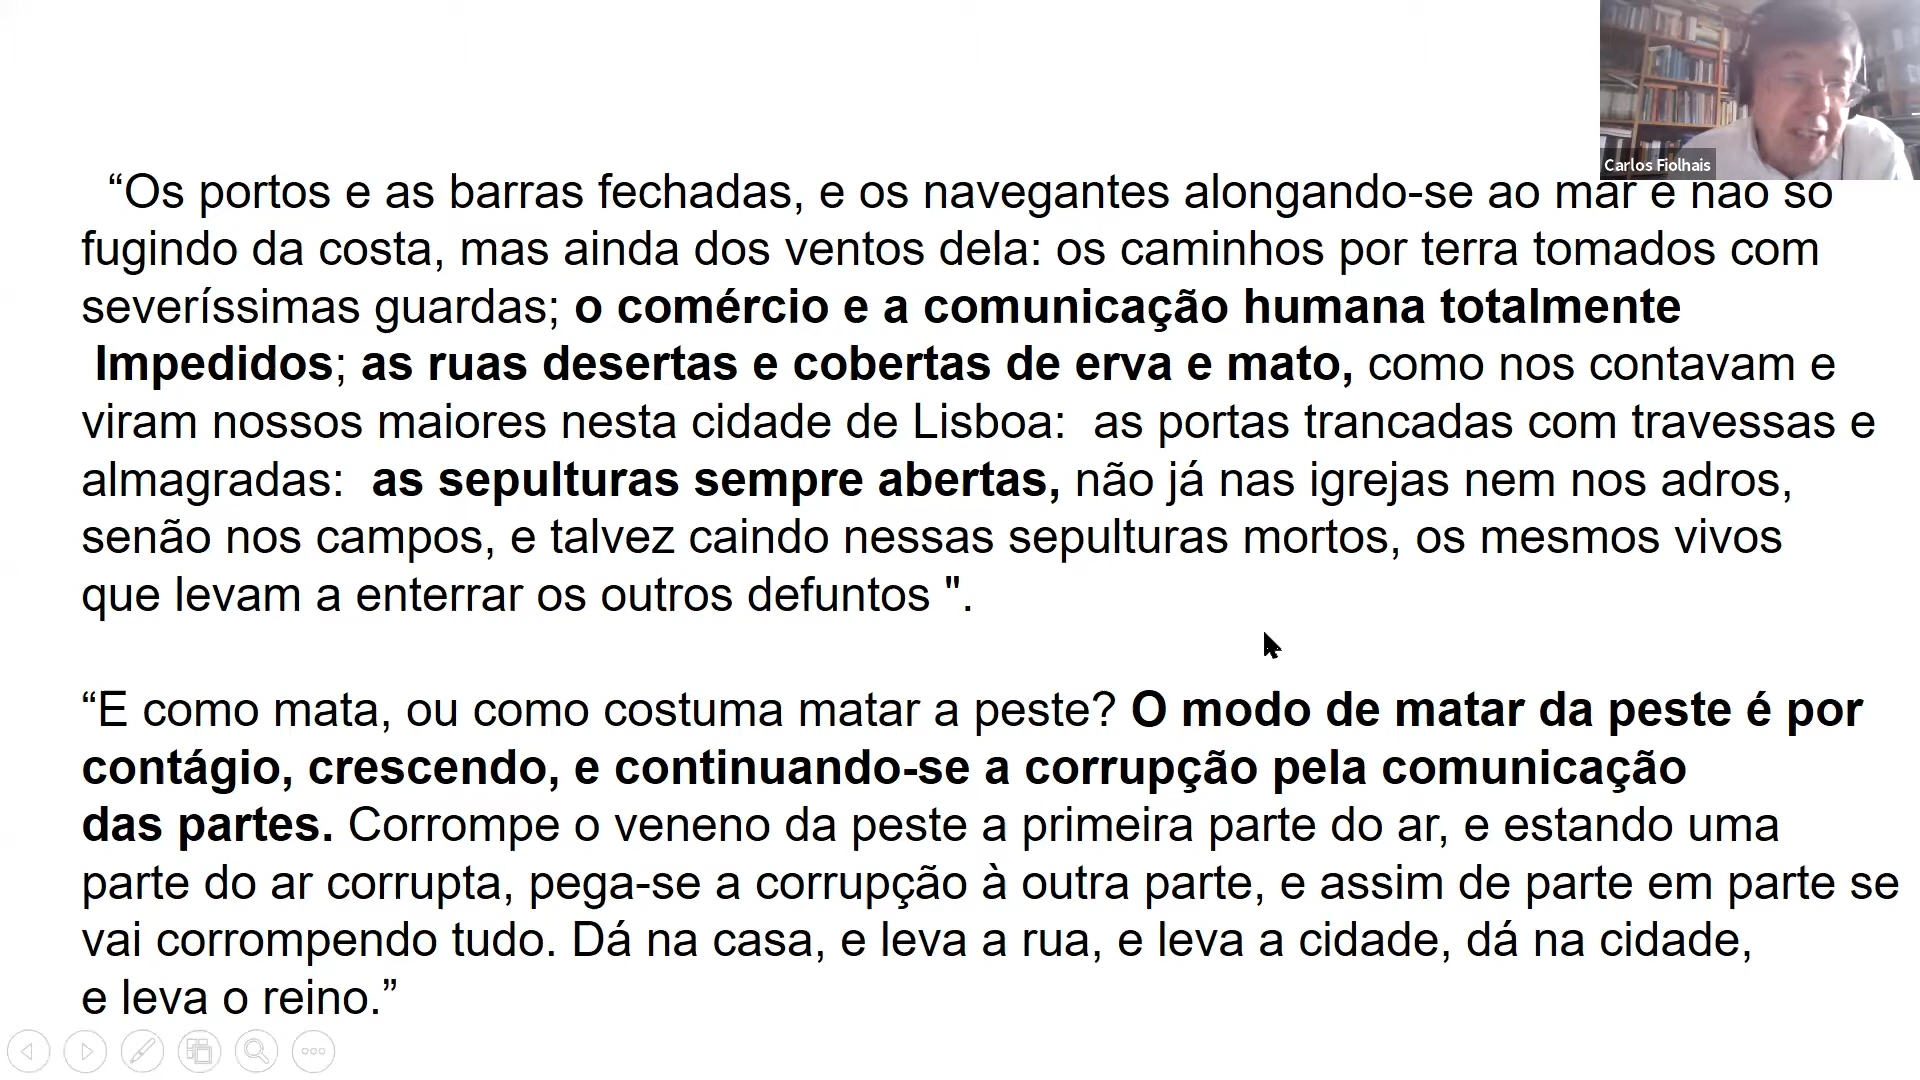 Carlos Fiolhais
“Os portos e as barras fechadas, e os navegantes alongando-se ao mar e não só
fugindo da costa, mas ainda dos ventos dela: os caminhos por terra tomados com
severíssimas guardas; o comércio e a comunicação humana totalmente
Impedidos; as ruas desertas e cobertas de erva e mato, como nos contavam e
viram nossos maiores nesta cidade de Lisboa: as portas trancadas com travessas e
almagradas: as sepulturas sempre abertas, não já nas igrejas nem nos adros,
senão nos campos, e talvez caindo nessas sepulturas mortos, os mesmos vivos
que levam a enterrar os outros defuntos ".
“E como mata, ou como costuma matar a peste? O modo de matar da peste é por
contágio, crescendo, e continuando-se a corrupção pela comunicação
das partes. Corrompe o veneno da peste a primeira parte do ar, e estando uma
parte do ar corrupta, pega-se a corrupção à outra parte, e assim de parte em parte se
vai corrompendo tudo. Dá na casa, e leva a rua, e leva a cidade, dá na cidade,
e leva o reino.”